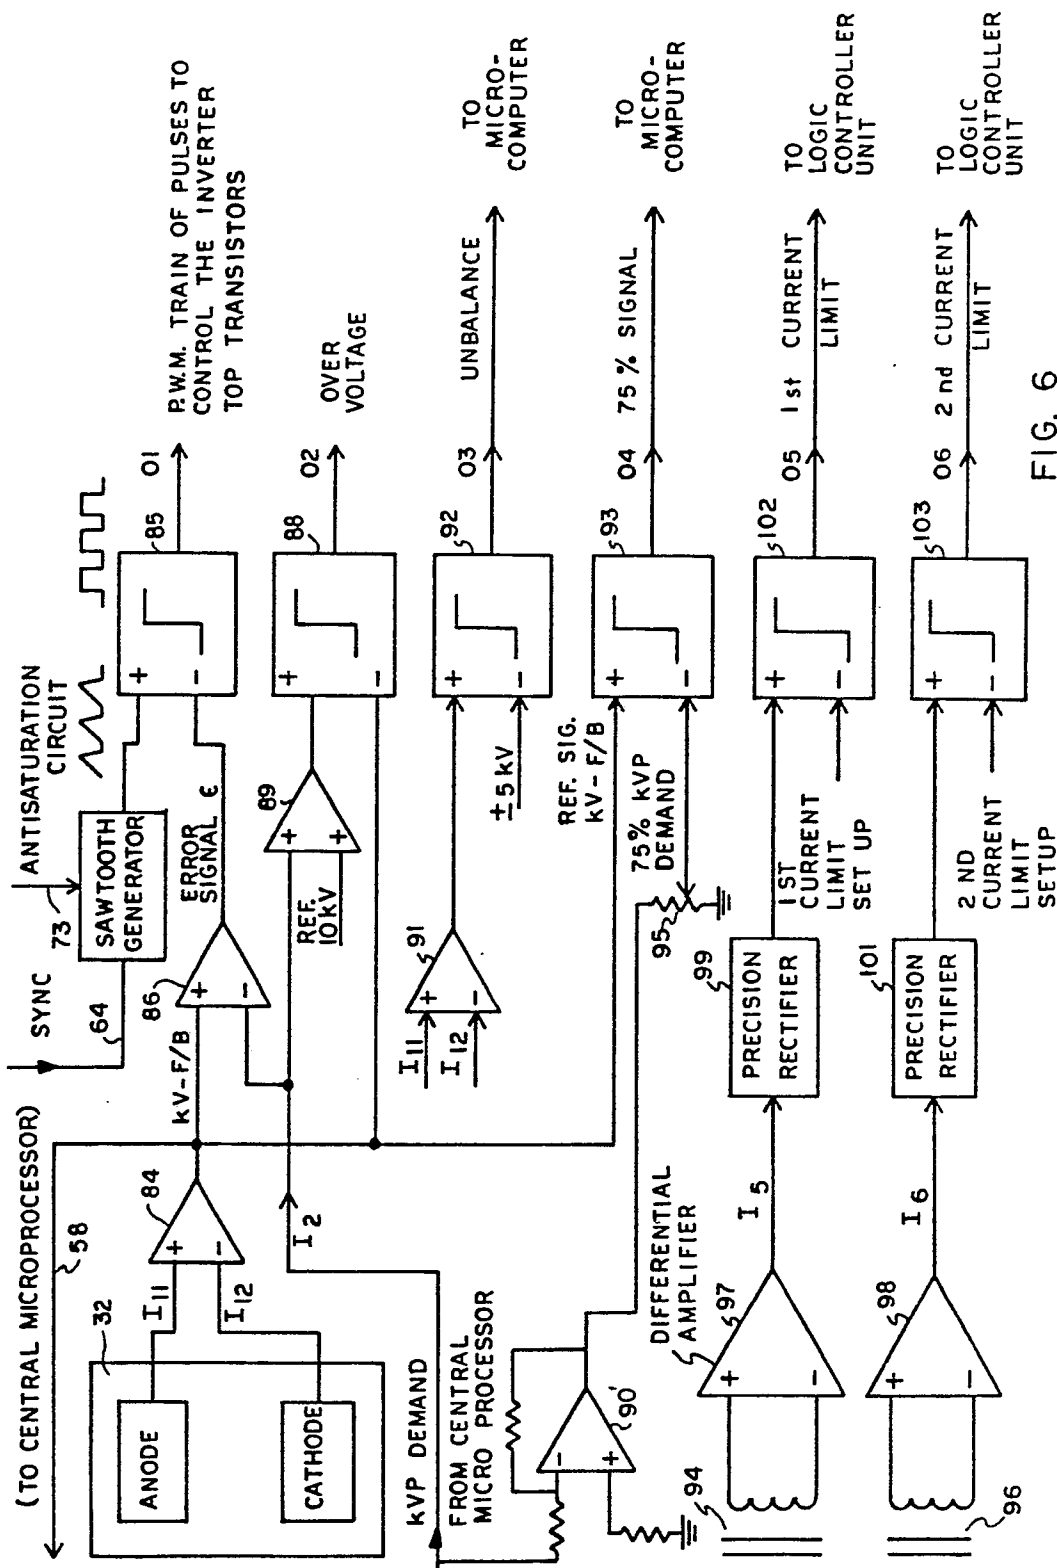 (TO CENTRAL MICROPROCESSOR)
58
SYNC
64
73
ANTISATURATION
CIRCUIT
SAWTOOTH
GENERATOR
+
-
85
O1
P.W.M. TRAIN OF PULSES TO
CONTROL THE INVERTER
TOP TRANSISTORS
32
ANODE
CATHODE
I11
I12
+
-
84
kV-F/B
86
+
-
ERROR
SIGNAL ϵ
I2
REF.
10kV
89
+
+
+
-
88
O2
OVER
VOLTAGE
I11
I12
+
-
91
±5kV
+
-
92
O3
UNBALANCE
TO
MICRO-
COMPUTER
kVP DEMAND
FROM CENTRAL
MICRO PROCESSOR
-
+
90'
95
REF. SIG.
kV-F/B
75% kVP
DEMAND
+
-
93
O4
75% SIGNAL
TO
MICRO-
COMPUTER
94
DIFFERENTIAL
AMPLIFIER
97
+
-
I5
99
PRECISION
RECTIFIER
1ST
CURRENT
LIMIT
SET UP
+
-
102
O5
1st CURRENT
LIMIT
TO
LOGIC
CONTROLLER
UNIT
96
98
+
-
I6
101
PRECISION
RECTIFIER
2ND
CURRENT
LIMIT
SETUP
+
-
103
O6
2nd CURRENT
LIMIT
TO
LOGIC
CONTROLLER
UNIT
FIG. 6